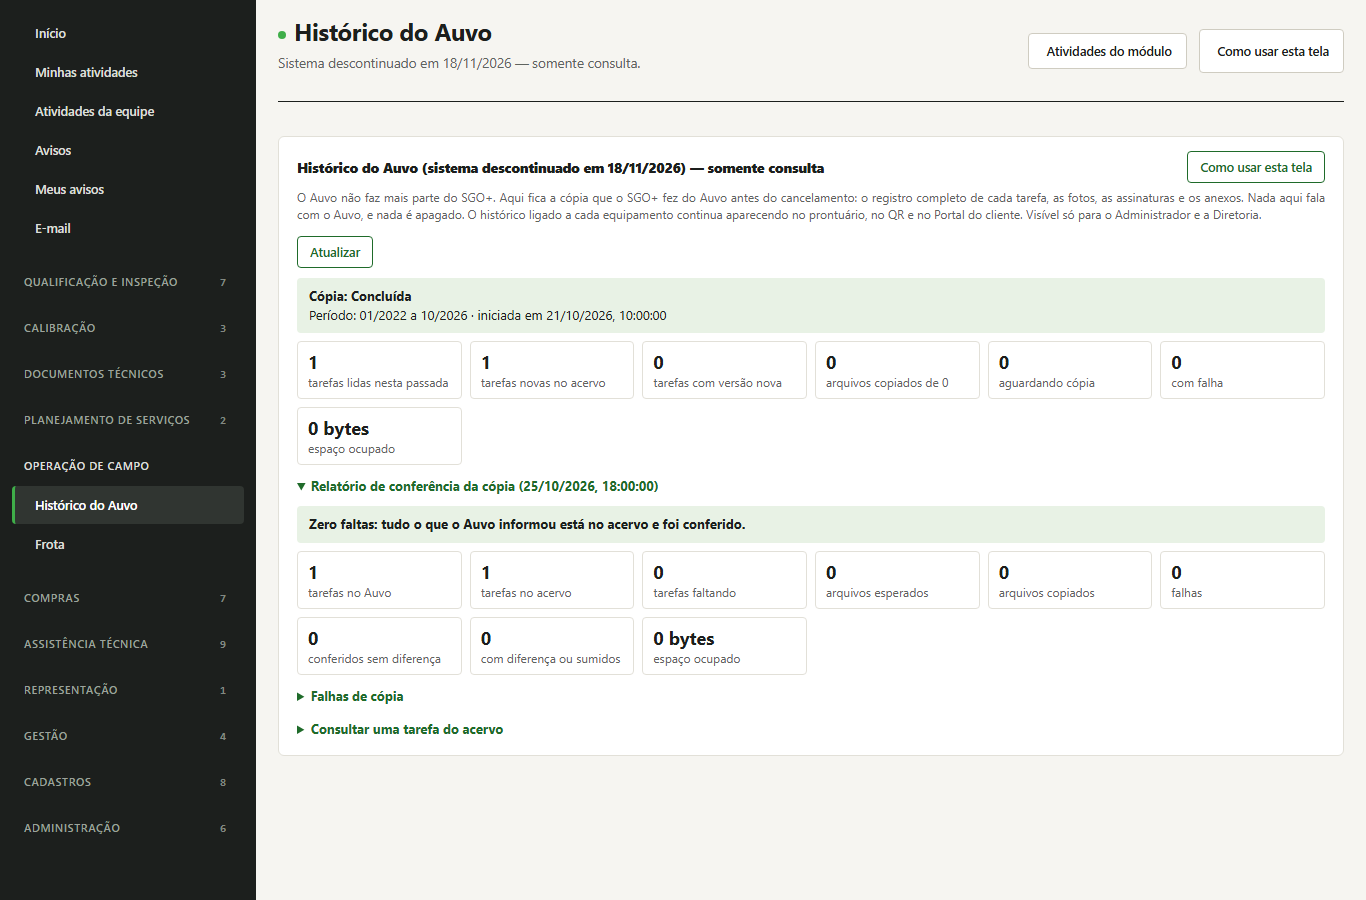 Início
Minhas atividades
Atividades da equipe
Avisos
Meus avisos
E-mail
QUALIFICAÇÃO E INSPEÇÃO 7
CALIBRAÇÃO 3
DOCUMENTOS TÉCNICOS 3
PLANEJAMENTO DE SERVIÇOS 2
OPERAÇÃO DE CAMPO
Histórico do Auvo
Frota
COMPRAS 7
ASSISTÊNCIA TÉCNICA 9
REPRESENTAÇÃO 1
GESTÃO 4
CADASTROS 8
ADMINISTRAÇÃO 6
Histórico do Auvo
Sistema descontinuado em 18/11/2026 — somente consulta.
Atividades do módulo
Como usar esta tela
Histórico do Auvo (sistema descontinuado em 18/11/2026) — somente consulta
Como usar esta tela
O Auvo não faz mais parte do SGO+. Aqui fica a cópia que o SGO+ fez do Auvo antes do cancelamento: o registro completo de cada tarefa, as fotos, as assinaturas e os anexos. Nada aqui fala
com o Auvo, e nada é apagado. O histórico ligado a cada equipamento continua aparecendo no prontuário, no QR e no Portal do cliente. Visível só para o Administrador e a Diretoria.
Atualizar
Cópia: Concluída
Período: 01/2022 a 10/2026 · iniciada em 21/10/2026, 10:00:00
1
tarefas lidas nesta passada
1
tarefas novas no acervo
0
tarefas com versão nova
0
arquivos copiados de 0
0
aguardando cópia
0
com falha
0 bytes
espaço ocupado
▼ Relatório de conferência da cópia (25/10/2026, 18:00:00)
Zero faltas: tudo o que o Auvo informou está no acervo e foi conferido.
1
tarefas no Auvo
1
tarefas no acervo
0
tarefas faltando
0
arquivos esperados
0
arquivos copiados
0
falhas
0
conferidos sem diferença
0
com diferença ou sumidos
0 bytes
espaço ocupado
▶ Falhas de cópia
▶ Consultar uma tarefa do acervo